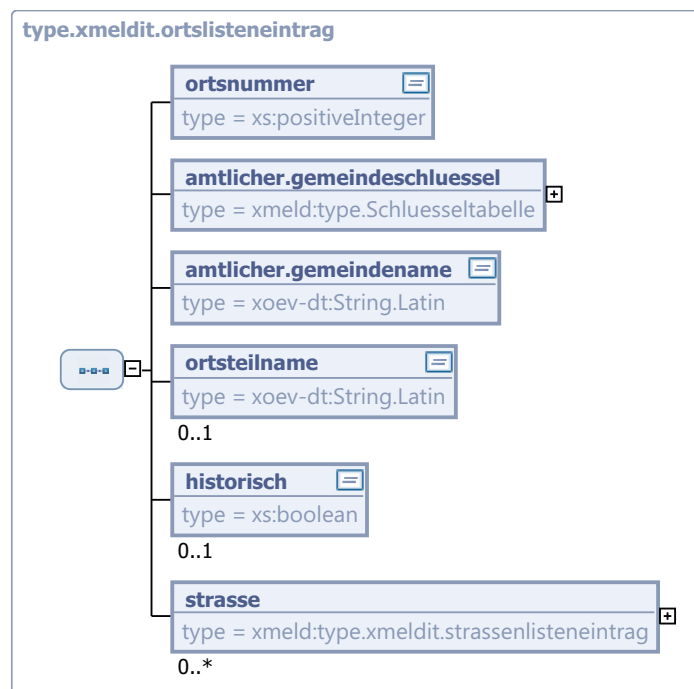 type.xmeldit.ortslisteneintrag
ortsnummer
type = xs:positiveInteger
amtlicher.gemeindeschluessel
type = xmeld:type.Schluesseltabelle
amtlicher.gemeindename
type = xoev-dt:String.Latin
ortsteilname
type = xoev-dt:String.Latin
0..1
historisch
type = xs:boolean
0..1
strasse
type = xmeld:type.xmeldit.strassenlisteneintrag
0..*